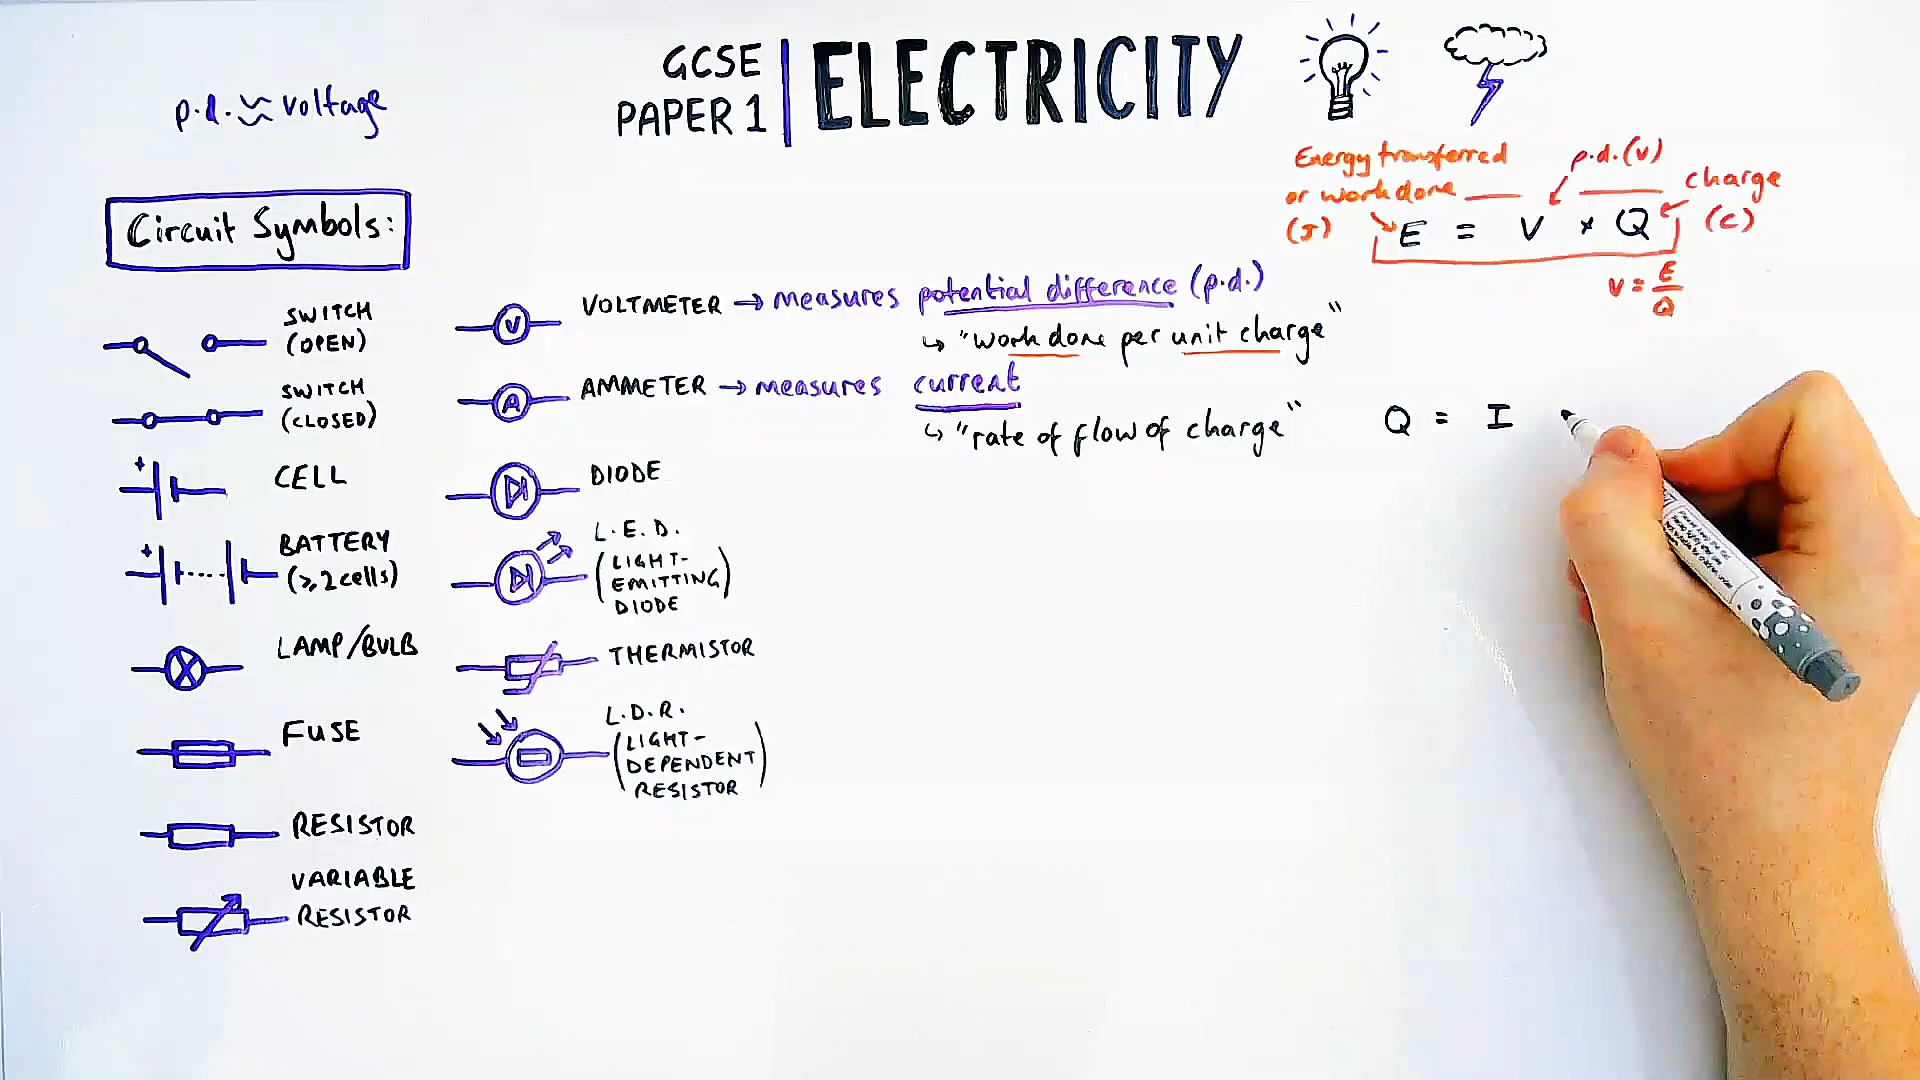 GCSE
PAPER 1
ELECTRICITY
p.d. ≈ voltage
Energy transferred
or work done
(J)
p.d. (V)
charge
(C)
E = V × Q
V = E
Q
Circuit Symbols:
SWITCH
(OPEN)
SWITCH
(CLOSED)
+
CELL
+
BATTERY
(≥2 cells)
LAMP/BULB
FUSE
RESISTOR
VARIABLE
RESISTOR
V
VOLTMETER → measures potential difference (p.d.)
↳ "work done per unit charge"
A
AMMETER → measures current
↳ "rate of flow of charge"
DIODE
L.E.D.
(LIGHT-
EMITTING
DIODE)
THERMISTOR
L.D.R.
(LIGHT-
DEPENDENT
RESISTOR)
Q = I